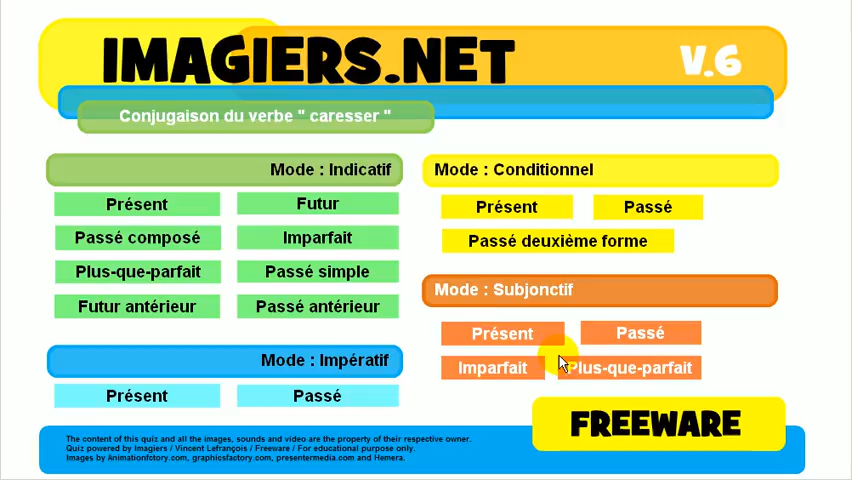 IMAGIERS.NET
V.6
Conjugaison du verbe " caresser "
Mode : Indicatif
Présent
Futur
Passé composé
Imparfait
Plus-que-parfait
Passé simple
Futur antérieur
Passé antérieur
Mode : Impératif
Présent
Passé
Mode : Conditionnel
Présent
Passé
Passé deuxième forme
Mode : Subjonctif
Présent
Passé
Imparfait
Plus-que-parfait
FREEWARE
The content of this quiz and all the images, sounds and video are the property of their respective owner.
Quiz powered by Imagiers / Vincent Lefrançois / Freeware / For educational purpose only.
Images by Animationfctory.com, graphicsfactory.com, presentermedia.com and Hemera.